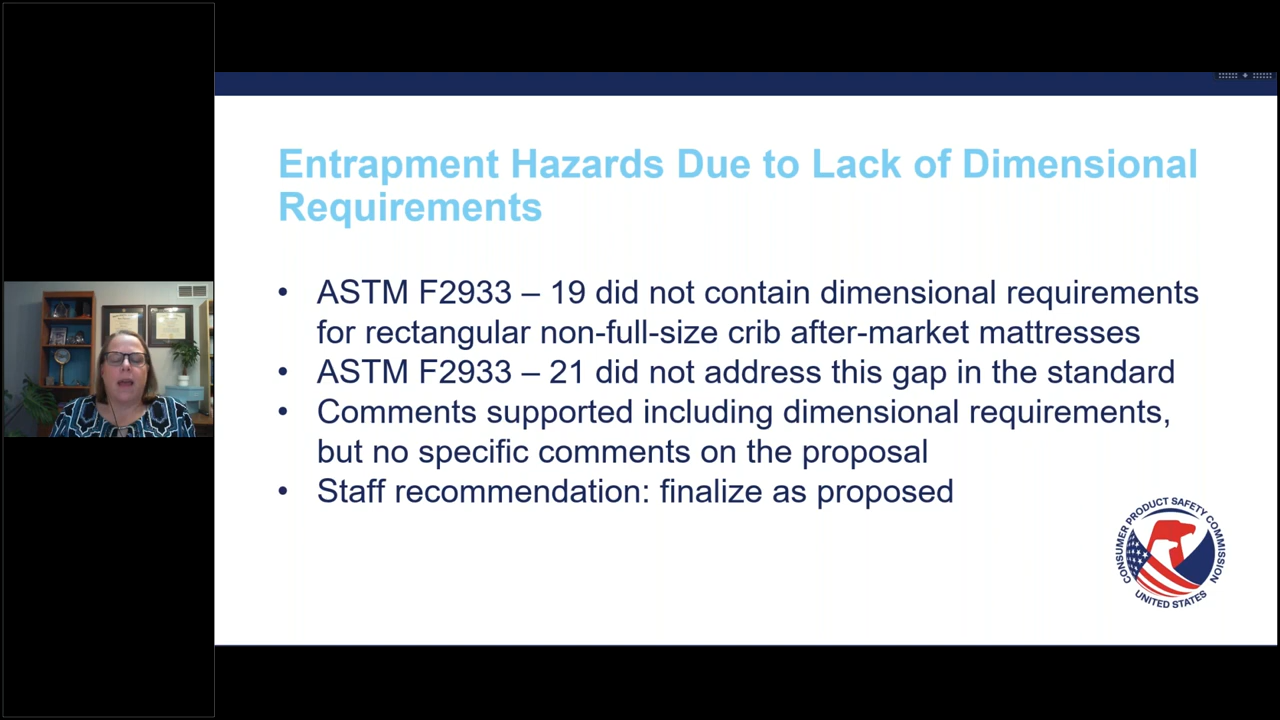 Entrapment Hazards Due to Lack of Dimensional
Requirements
• ASTM F2933 – 19 did not contain dimensional requirements
for rectangular non-full-size crib after-market mattresses
• ASTM F2933 – 21 did not address this gap in the standard
• Comments supported including dimensional requirements,
but no specific comments on the proposal
• Staff recommendation: finalize as proposed
CONSUMER PRODUCT SAFETY COMMISSION
UNITED STATES